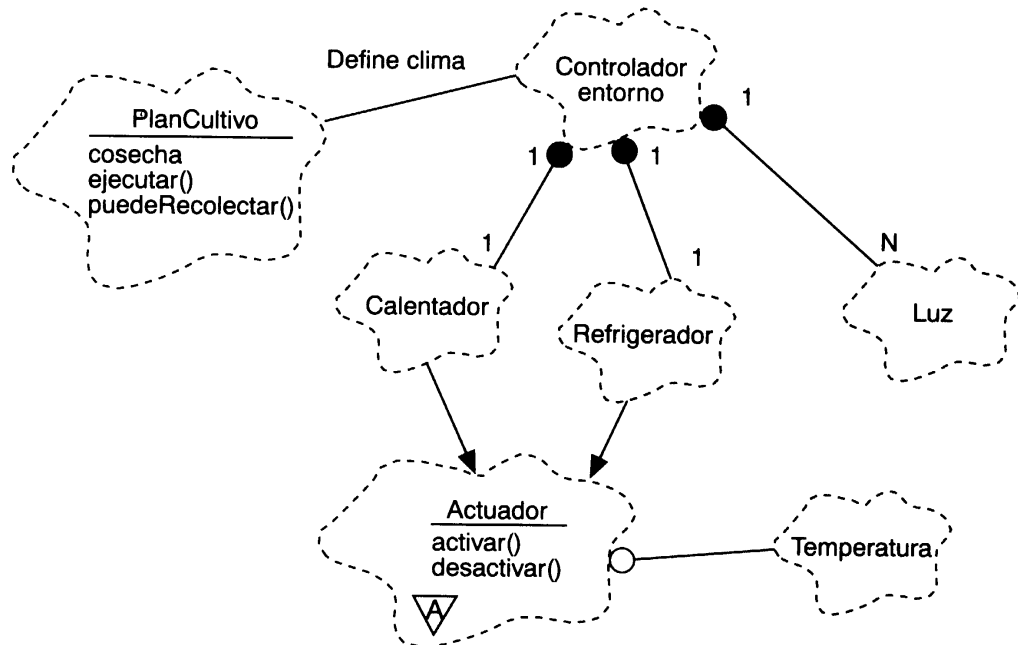 Define clima
Controlador
entorno
1
PlanCultivo
cosecha
ejecutar()
puedeRecolectar()
1
1
1
1
N
Calentador
Refrigerador
Luz
Actuador
activar()
desactivar()
A
Temperatura